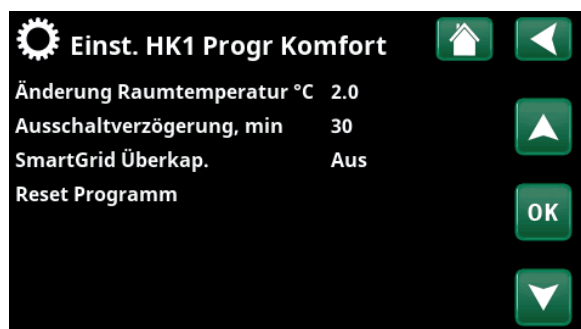 Einst. HK1 Progr Komfort
Änderung Raumtemperatur °C 2.0
Ausschaltverzögerung, min 30
SmartGrid Überkap. Aus
Reset Programm
OK